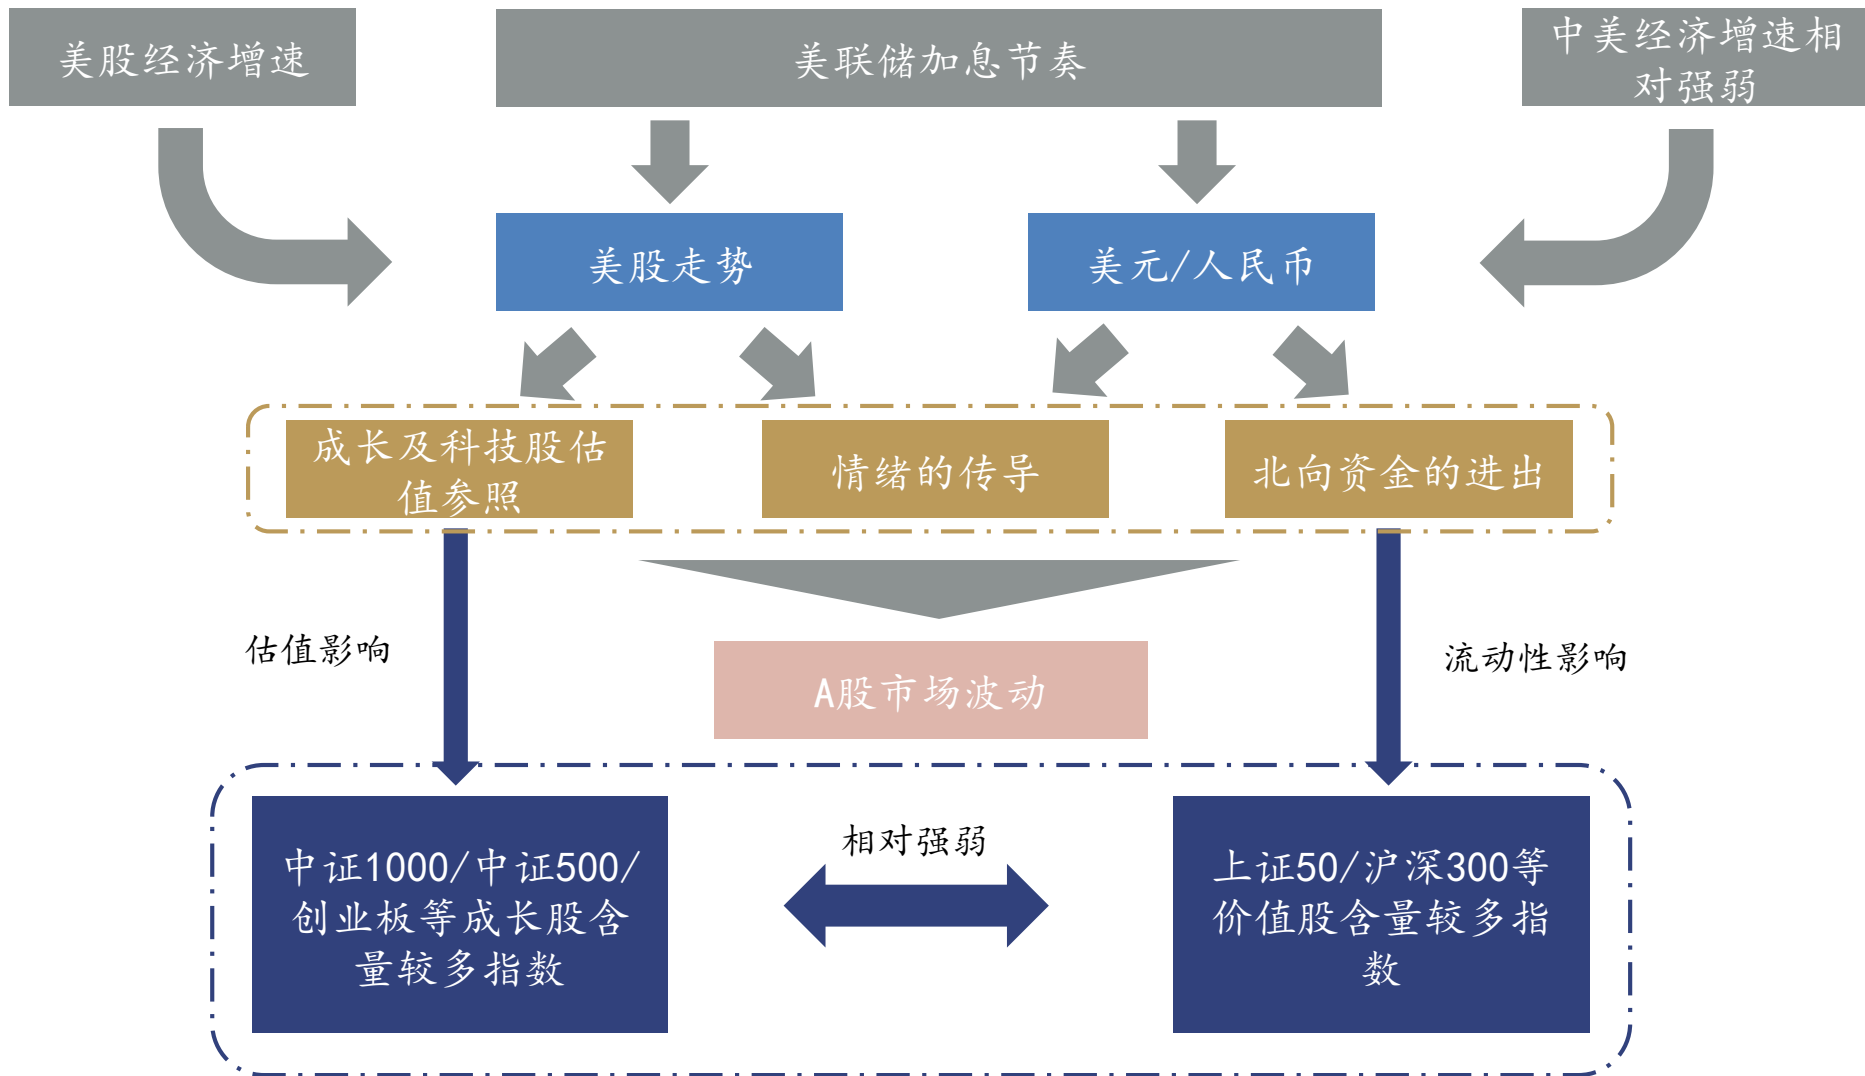 美股经济增速
美联储加息节奏
中美经济增速相
对强弱
美股走势
美元/人民币
成长及科技股估
值参照
情绪的传导
北向资金的进出
估值影响
流动性影响
A股市场波动
相对强弱
中证1000/中证500/
创业板等成长股含
量较多指数
上证50/沪深300等
价值股含量较多指
数